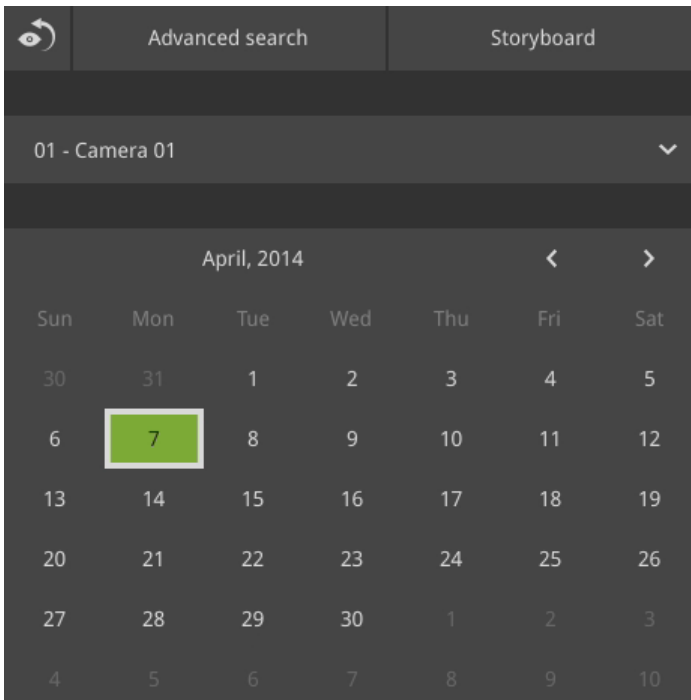 Advanced search Storyboard
01 - Camera 01
April, 2014
Sun Mon Tue Wed Thu Fri Sat
30 31 1 2 3 4 5
6 7 8 9 10 11 12
13 14 15 16 17 18 19
20 21 22 23 24 25 26
27 28 29 30 1 2 3
4 5 6 7 8 9 10